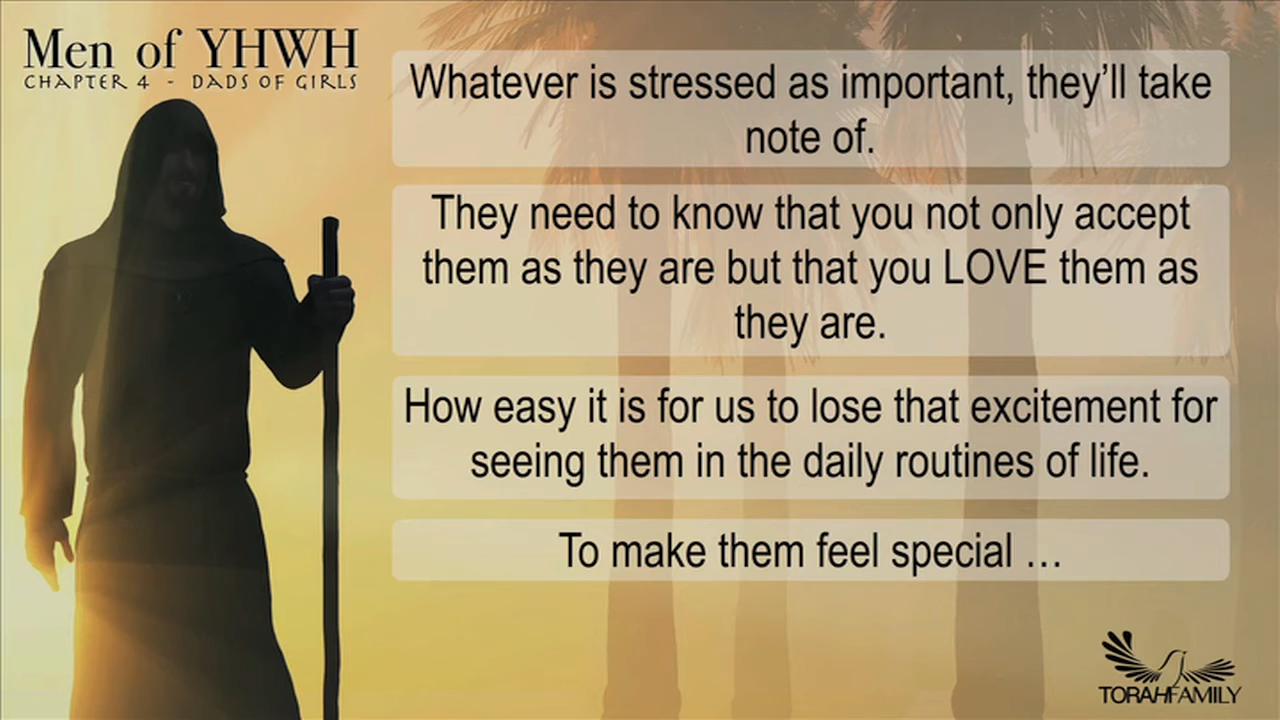 Men of YHWH
CHAPTER 4 - DADS OF GIRLS
Whatever is stressed as important, they’ll take
note of.
They need to know that you not only accept
them as they are but that you LOVE them as
they are.
How easy it is for us to lose that excitement for
seeing them in the daily routines of life.
To make them feel special …
TORAHFAMILY